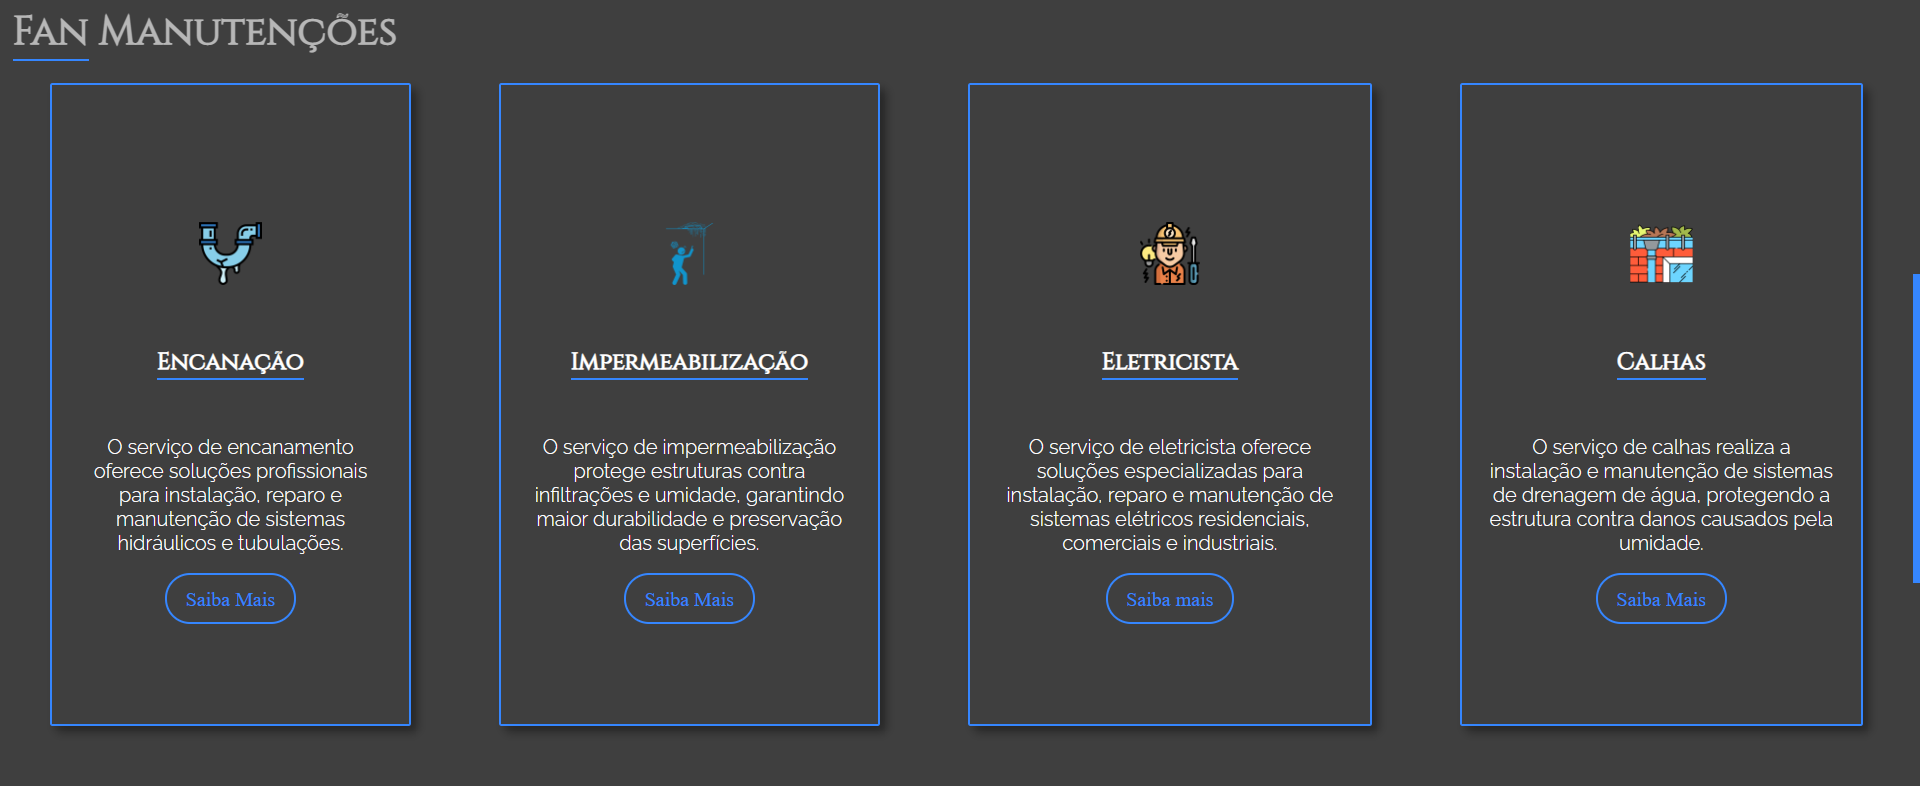 Fan Manutenções
Encanação
O serviço de encanamento
oferece soluções profissionais
para instalação, reparo e
manutenção de sistemas
hidráulicos e tubulações.
Saiba Mais
Impermeabilização
O serviço de impermeabilização
protege estruturas contra
infiltrações e umidade, garantindo
maior durabilidade e preservação
das superfícies.
Saiba Mais
Eletricista
O serviço de eletricista oferece
soluções especializadas para
instalação, reparo e manutenção de
sistemas elétricos residenciais,
comerciais e industriais.
Saiba mais
Calhas
O serviço de calhas realiza a
instalação e manutenção de sistemas
de drenagem de água, protegendo a
estrutura contra danos causados pela
umidade.
Saiba Mais